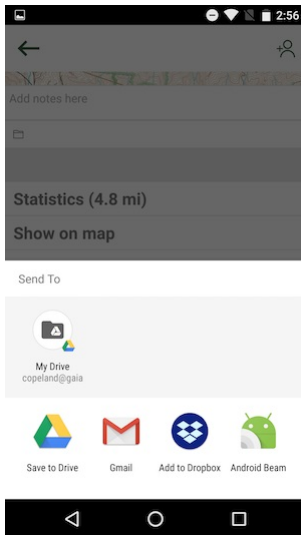 2:56
Add notes here
Statistics (4.8 mi)
Show on map
Send To
My Drive
copeland@gaia
Save to Drive
Gmail
Add to Dropbox
Android Beam